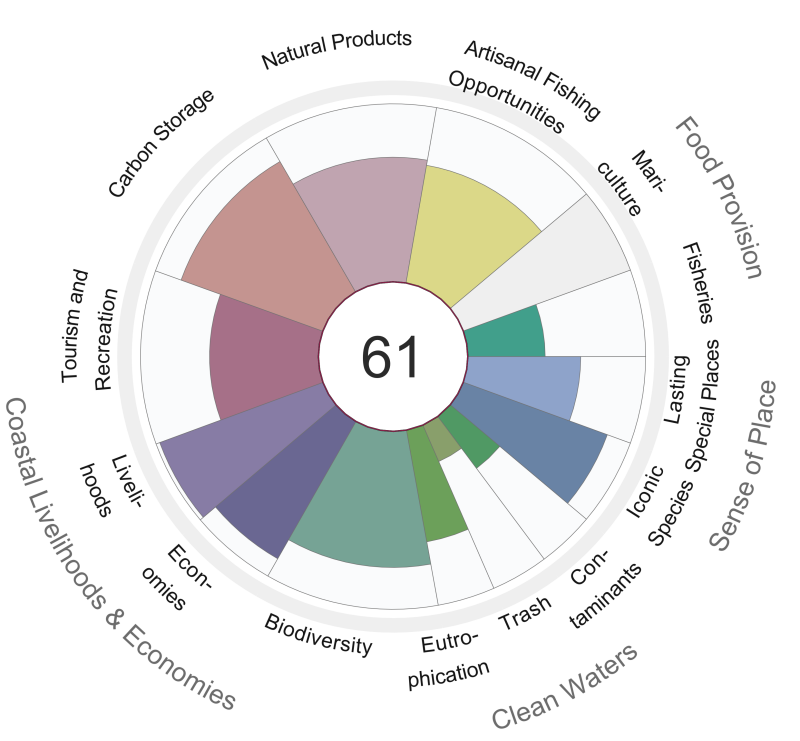 Natural Products
Artisanal Fishing
Opportunities
Mari-
culture
Food Provision
Fisheries
Lasting
Special Places
Sense of Place
Iconic
Species
Con-
taminants
Trash
Clean Waters
Eutro-
phication
Biodiversity
Econ-
omies
Liveli-
hoods
Coastal Livelihoods & Economies
Tourism and
Recreation
Carbon Storage
61